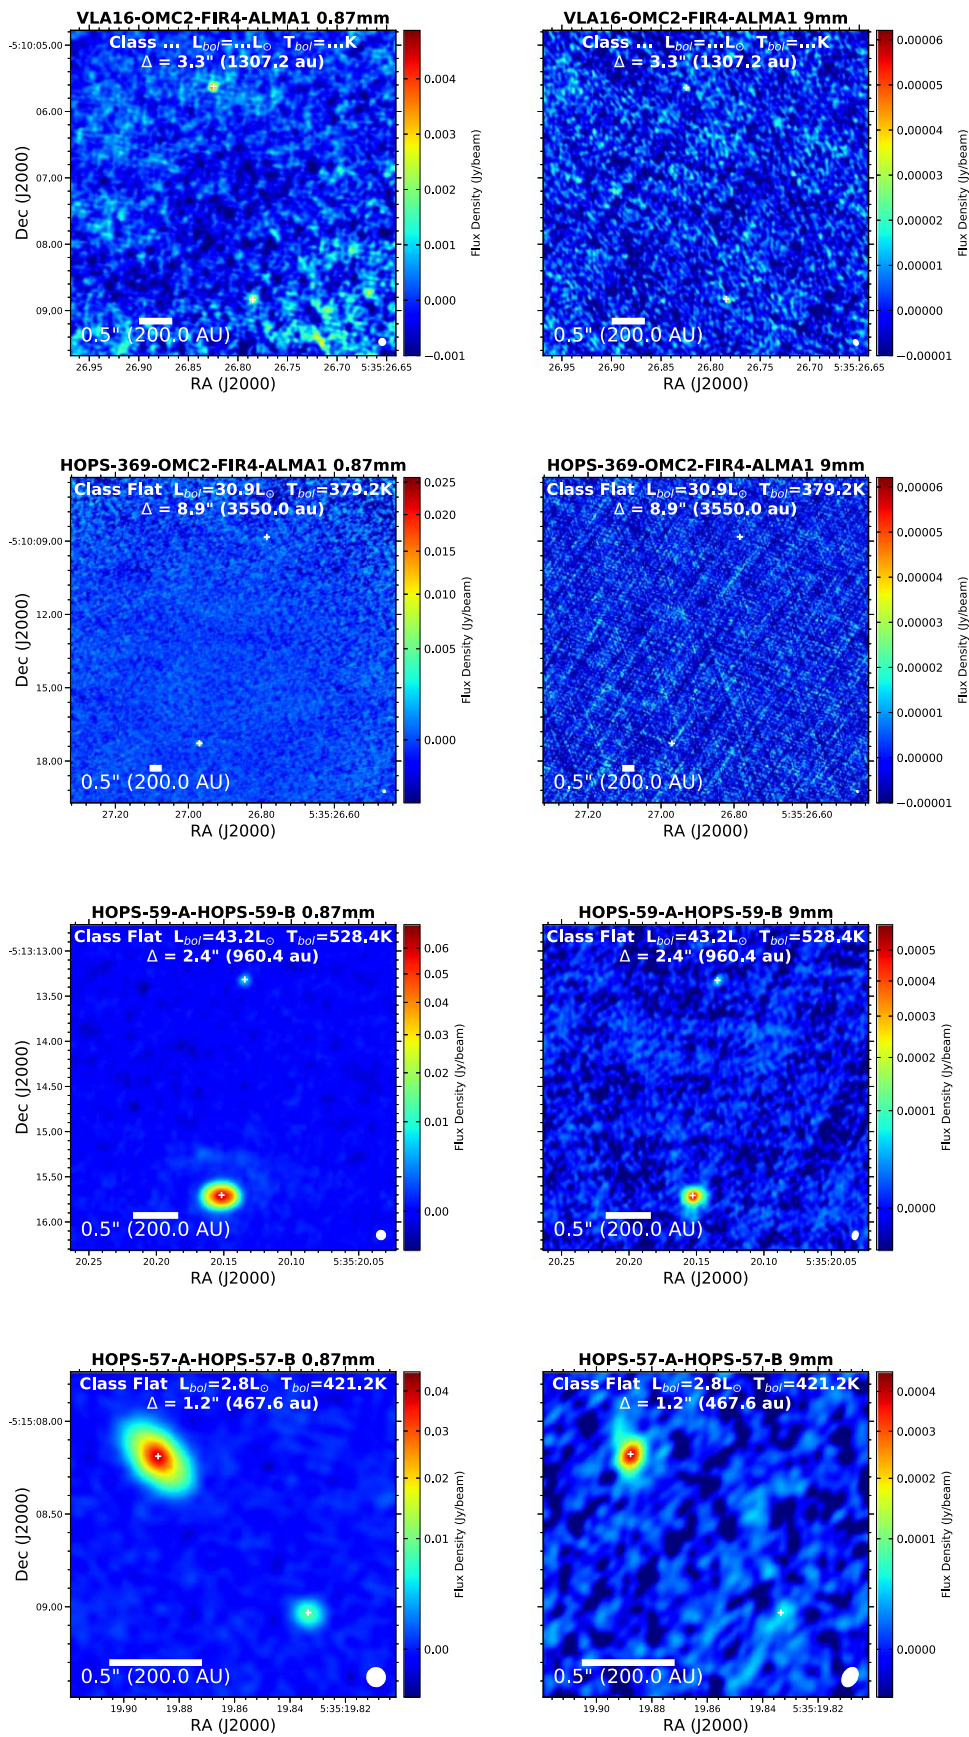 VLA16-OMC2-FIR4-ALMA1 0.87mm
Class ... L_bol=...L⊙ T_bol=...K
Δ = 3.3" (1307.2 au)
-5:10:05.00
06.00
07.00
08.00
09.00
Dec (J2000)
0.5" (200.0 AU)
26.95 26.90 26.85 26.80 26.75 26.70 5:35:26.65
RA (J2000)
0.004
0.003
0.002
0.001
0.000
−0.001
Flux Density (Jy/beam)
VLA16-OMC2-FIR4-ALMA1 9mm
Class ... L_bol=...L⊙ T_bol=...K
Δ = 3.3" (1307.2 au)
0.5" (200.0 AU)
26.95 26.90 26.85 26.80 26.75 26.70 5:35:26.65
RA (J2000)
0.00006
0.00005
0.00004
0.00003
0.00002
0.00001
0.00000
−0.00001
Flux Density (Jy/beam)
HOPS-369-OMC2-FIR4-ALMA1 0.87mm
Class Flat L_bol=30.9L⊙ T_bol=379.2K
Δ = 8.9" (3550.0 au)
-5:10:09.00
12.00
15.00
18.00
Dec (J2000)
0.5" (200.0 AU)
27.20 27.00 26.80 5:35:26.60
RA (J2000)
0.025
0.020
0.015
0.010
0.005
0.000
Flux Density (Jy/beam)
HOPS-369-OMC2-FIR4-ALMA1 9mm
Class Flat L_bol=30.9L⊙ T_bol=379.2K
Δ = 8.9" (3550.0 au)
0.5" (200.0 AU)
27.20 27.00 26.80 5:35:26.60
RA (J2000)
0.00006
0.00005
0.00004
0.00003
0.00002
0.00001
0.00000
−0.00001
Flux Density (Jy/beam)
HOPS-59-A-HOPS-59-B 0.87mm
Class Flat L_bol=43.2L⊙ T_bol=528.4K
Δ = 2.4" (960.4 au)
-5:13:13.00
13.50
14.00
14.50
15.00
15.50
16.00
Dec (J2000)
0.5" (200.0 AU)
20.25 20.20 20.15 20.10 5:35:20.05
RA (J2000)
0.06
0.05
0.04
0.03
0.02
0.01
0.00
Flux Density (Jy/beam)
HOPS-59-A-HOPS-59-B 9mm
Class Flat L_bol=43.2L⊙ T_bol=528.4K
Δ = 2.4" (960.4 au)
0.5" (200.0 AU)
20.25 20.20 20.15 20.10 5:35:20.05
RA (J2000)
0.0005
0.0004
0.0003
0.0002
0.0001
0.0000
Flux Density (Jy/beam)
HOPS-57-A-HOPS-57-B 0.87mm
Class Flat L_bol=2.8L⊙ T_bol=421.2K
Δ = 1.2" (467.6 au)
-5:15:08.00
08.50
09.00
Dec (J2000)
0.5" (200.0 AU)
19.90 19.88 19.86 19.84 5:35:19.82
RA (J2000)
0.04
0.03
0.02
0.01
0.00
Flux Density (Jy/beam)
HOPS-57-A-HOPS-57-B 9mm
Class Flat L_bol=2.8L⊙ T_bol=421.2K
Δ = 1.2" (467.6 au)
0.5" (200.0 AU)
19.90 19.88 19.86 19.84 5:35:19.82
RA (J2000)
0.0004
0.0003
0.0002
0.0001
0.0000
Flux Density (Jy/beam)